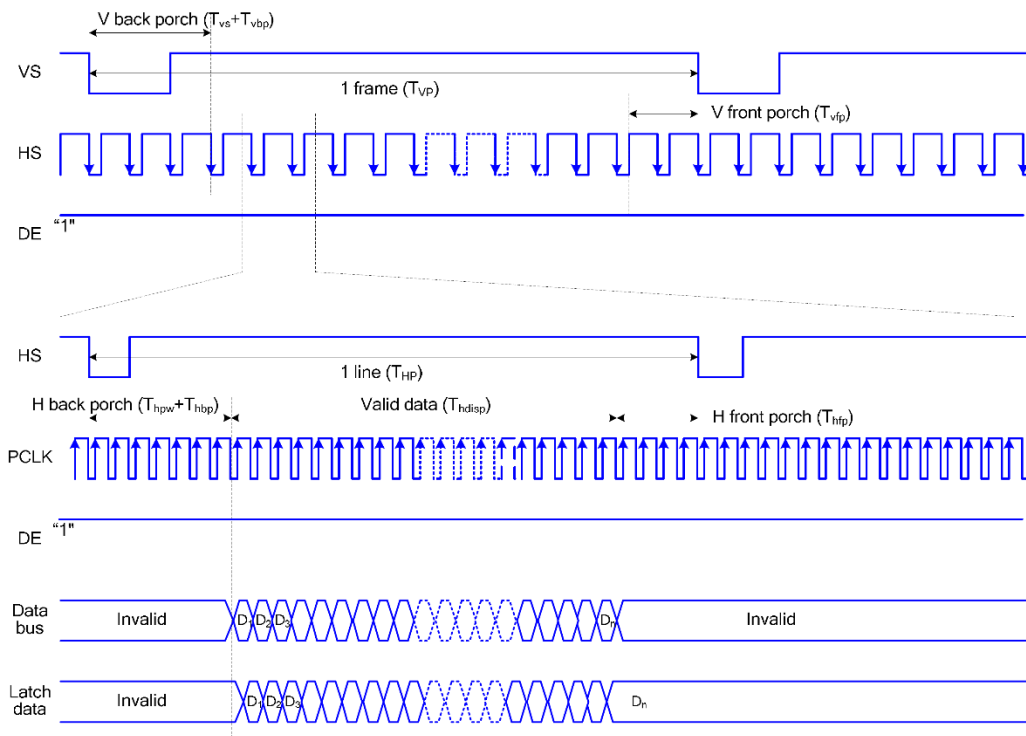 V back porch (Tvs+Tvbp)
VS
1 frame (TVP)
V front porch (Tvfp)
HS
DE "1"
HS
1 line (THP)
H back porch (Thpw+Thbp) Valid data (Thdisp) H front porch (Thfp)
PCLK
DE "1"
Data bus Invalid D1 D2 D3 Dn Invalid
Latch data Invalid D1 D2 D3 Dn